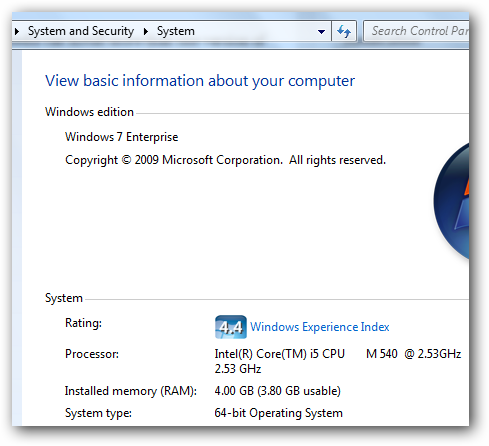 System and Security System Search Control Par
View basic information about your computer
Windows edition
Windows 7 Enterprise
Copyright © 2009 Microsoft Corporation.  All rights reserved.
System
Rating: 4.4 Windows Experience Index
Processor: Intel(R) Core(TM) i5 CPU       M 540  @ 2.53GHz
2.53 GHz
Installed memory (RAM): 4.00 GB (3.80 GB usable)
System type: 64-bit Operating System